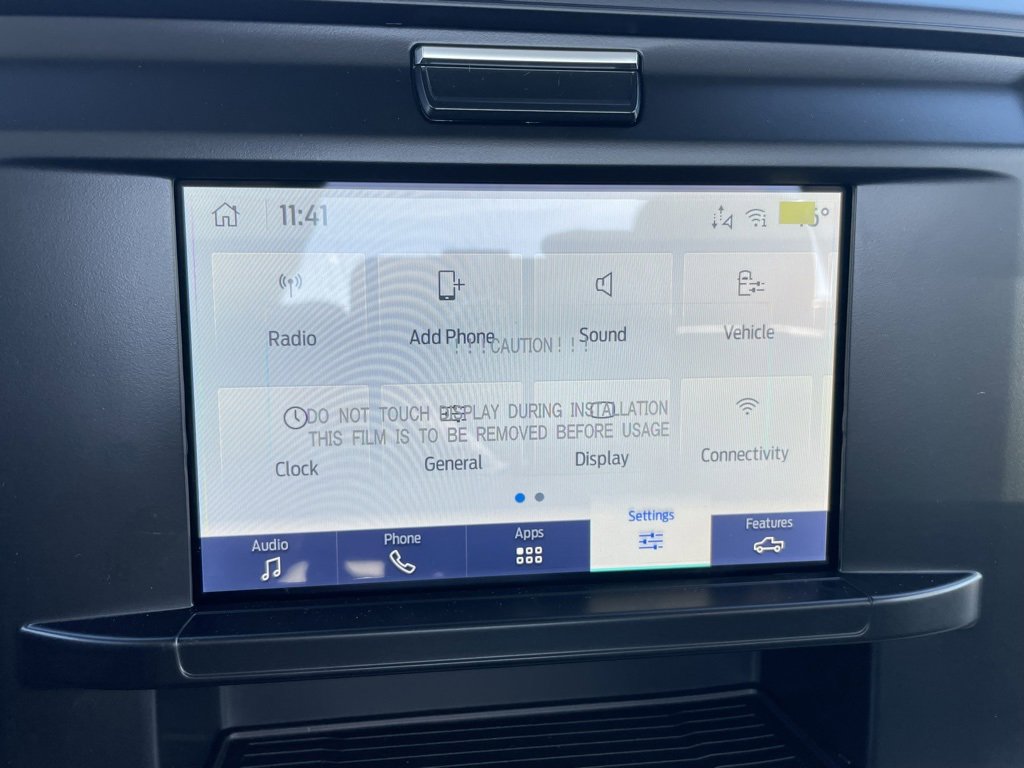 11:41
Radio
Add Phone
Sound
Vehicle
! ! ! CAUTION ! ! !
DO NOT TOUCH DISPLAY DURING INSTALLATION
THIS FILM IS TO BE REMOVED BEFORE USAGE
Clock
General
Display
Connectivity
Audio
Phone
Apps
Settings
Features